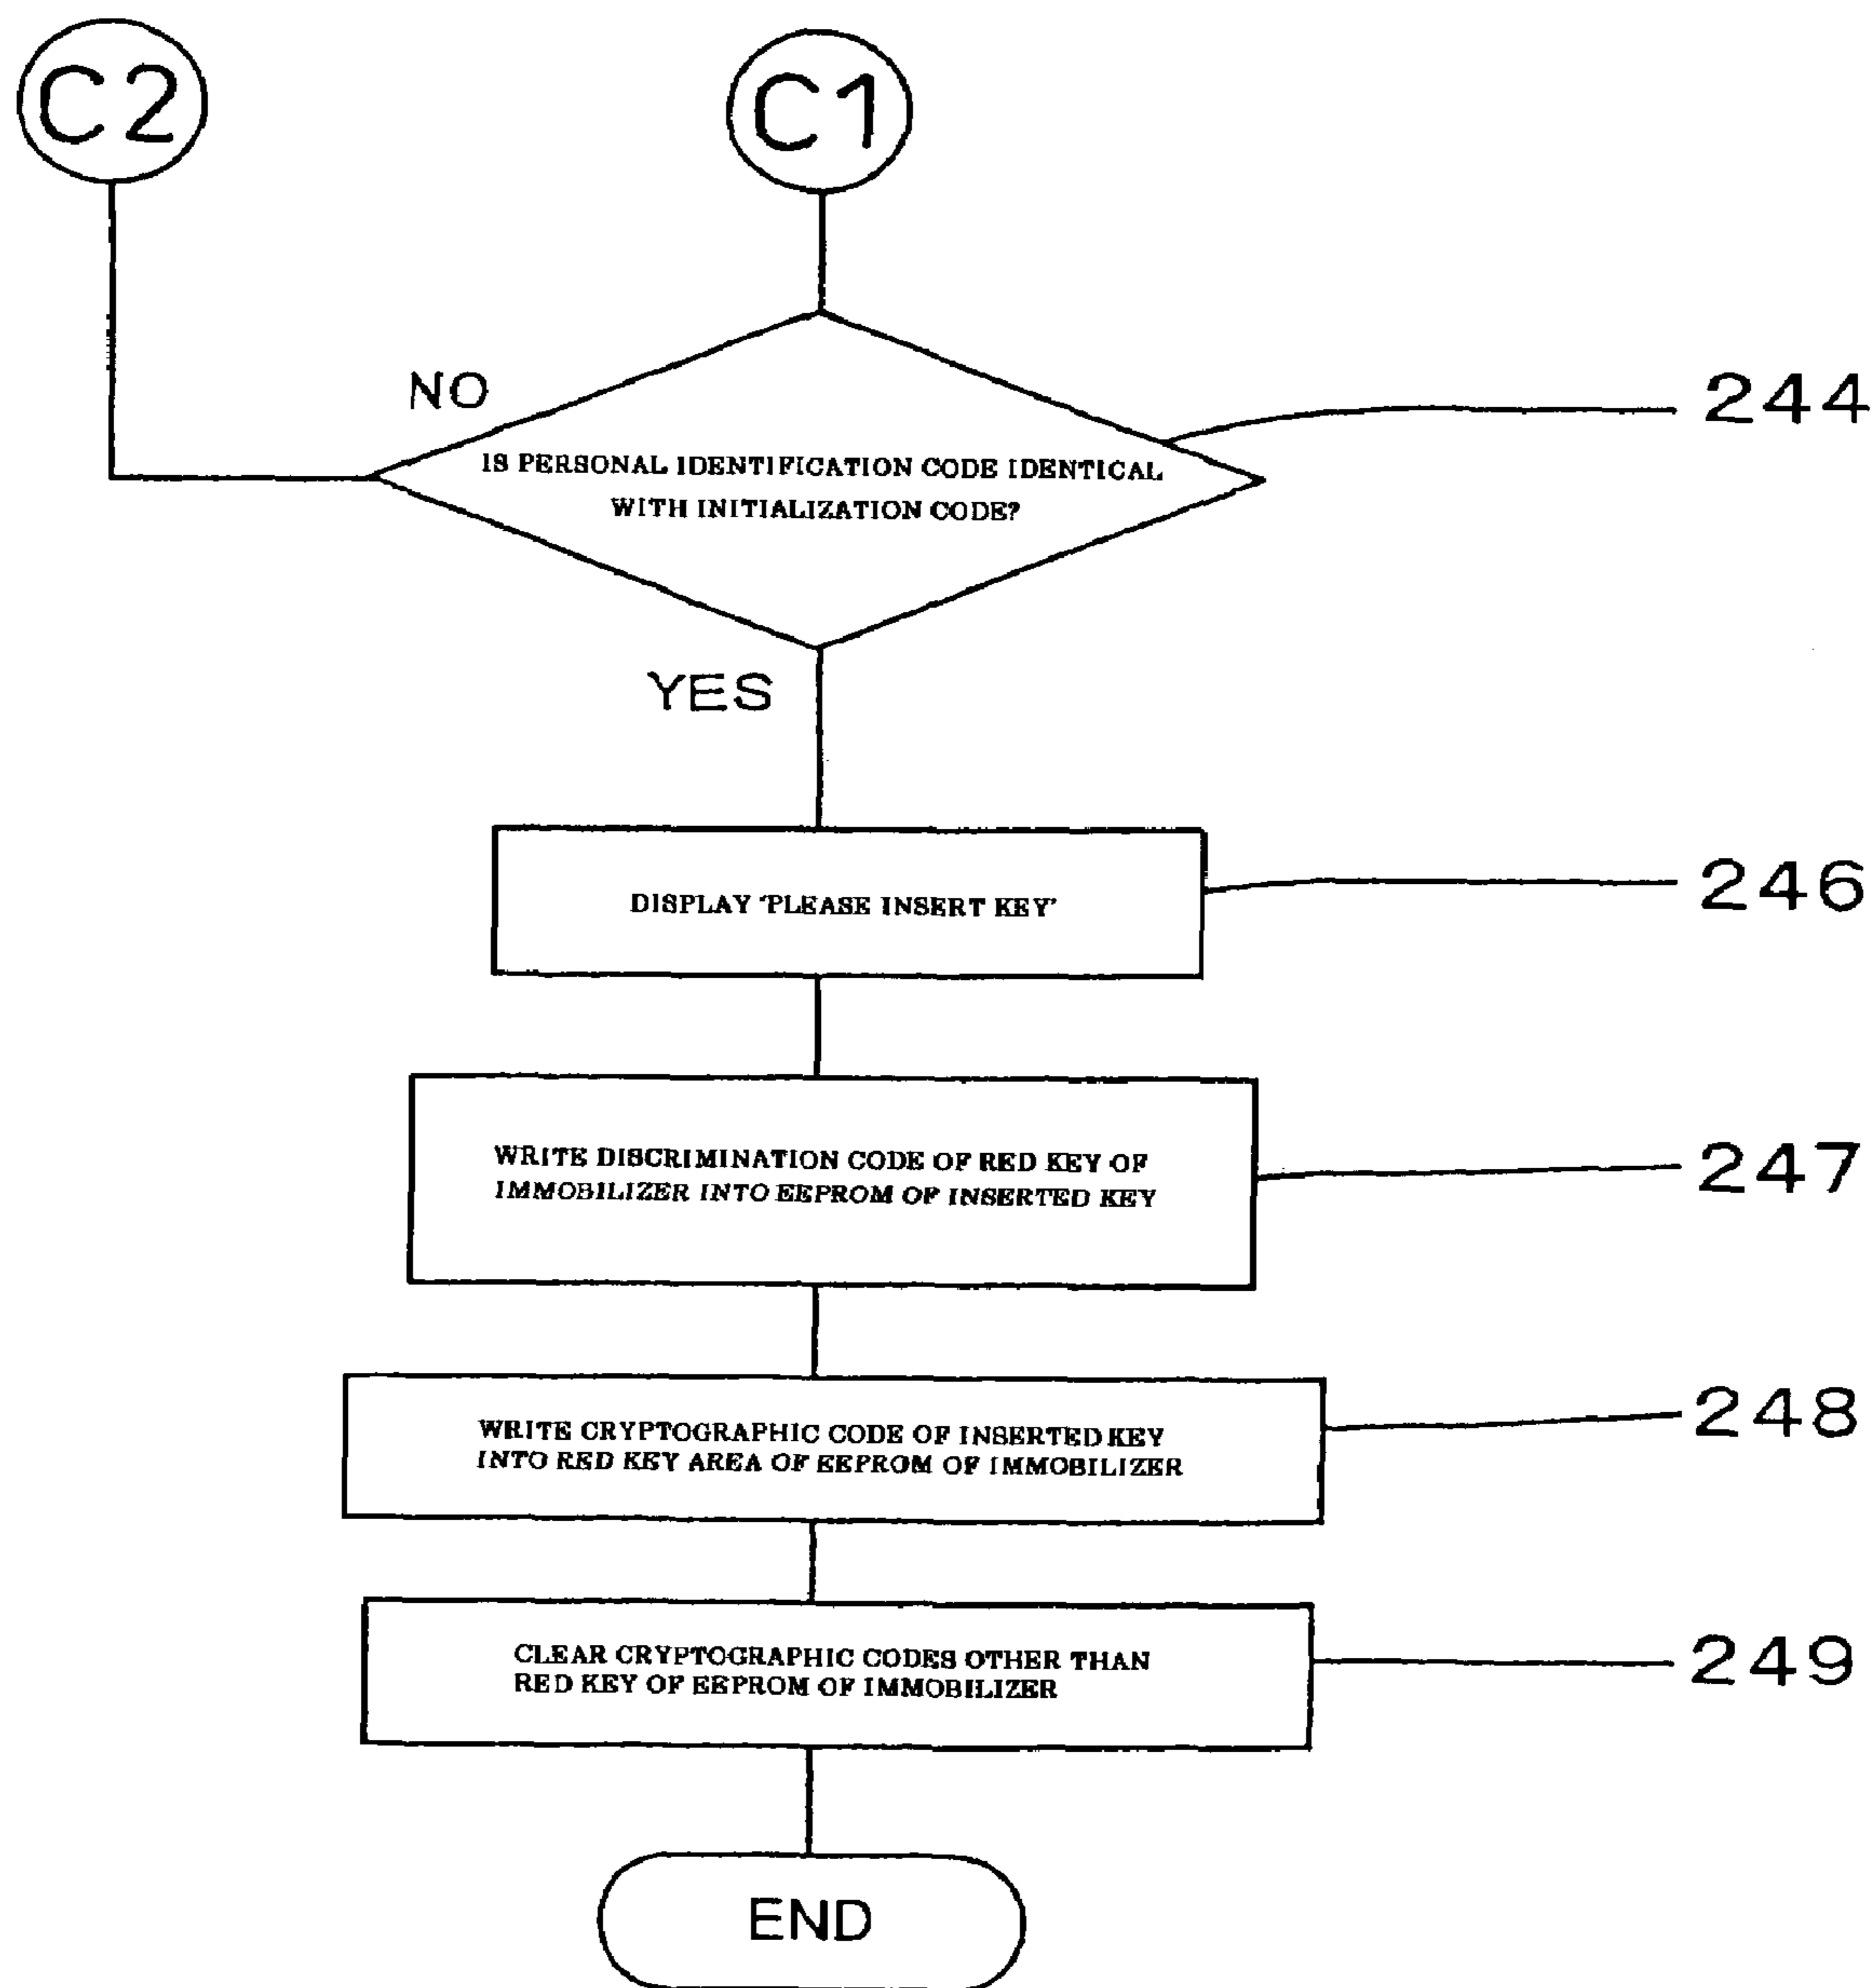 C2
C1
NO
244
IS PERSONAL IDENTIFICATION CODE IDENTICAL
WITH INITIALIZATION CODE?
YES
246
DISPLAY 'PLEASE INSERT KEY'
247
WRITE DISCRIMINATION CODE OF RED KEY OF
IMMOBILIZER INTO EEPROM OF INSERTED KEY
248
WRITE CRYPTOGRAPHIC CODE OF INSERTED KEY
INTO RED KEY AREA OF EEPROM OF IMMOBILIZER
249
CLEAR CRYPTOGRAPHIC CODES OTHER THAN
RED KEY OF EEPROM OF IMMOBILIZER
END